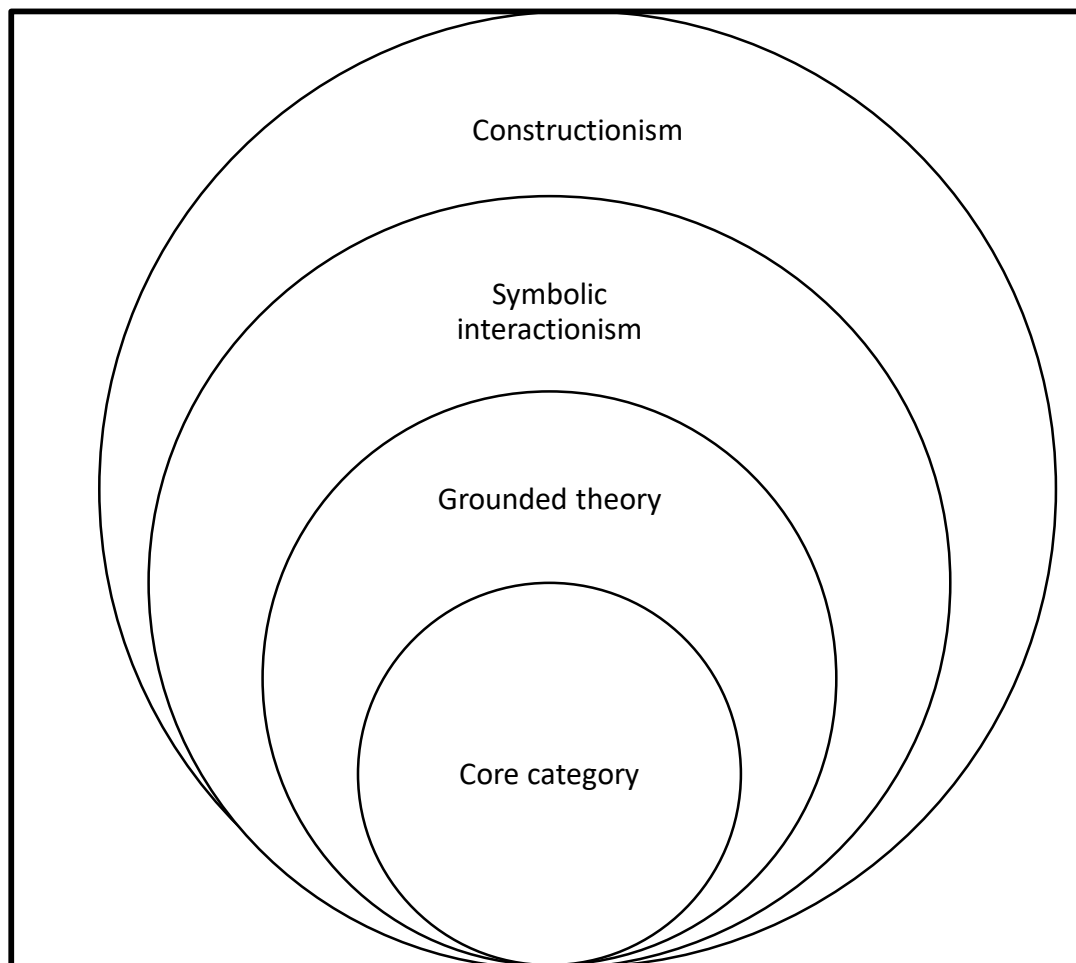 Constructionism
Symbolic
interactionism
Grounded theory
Core category